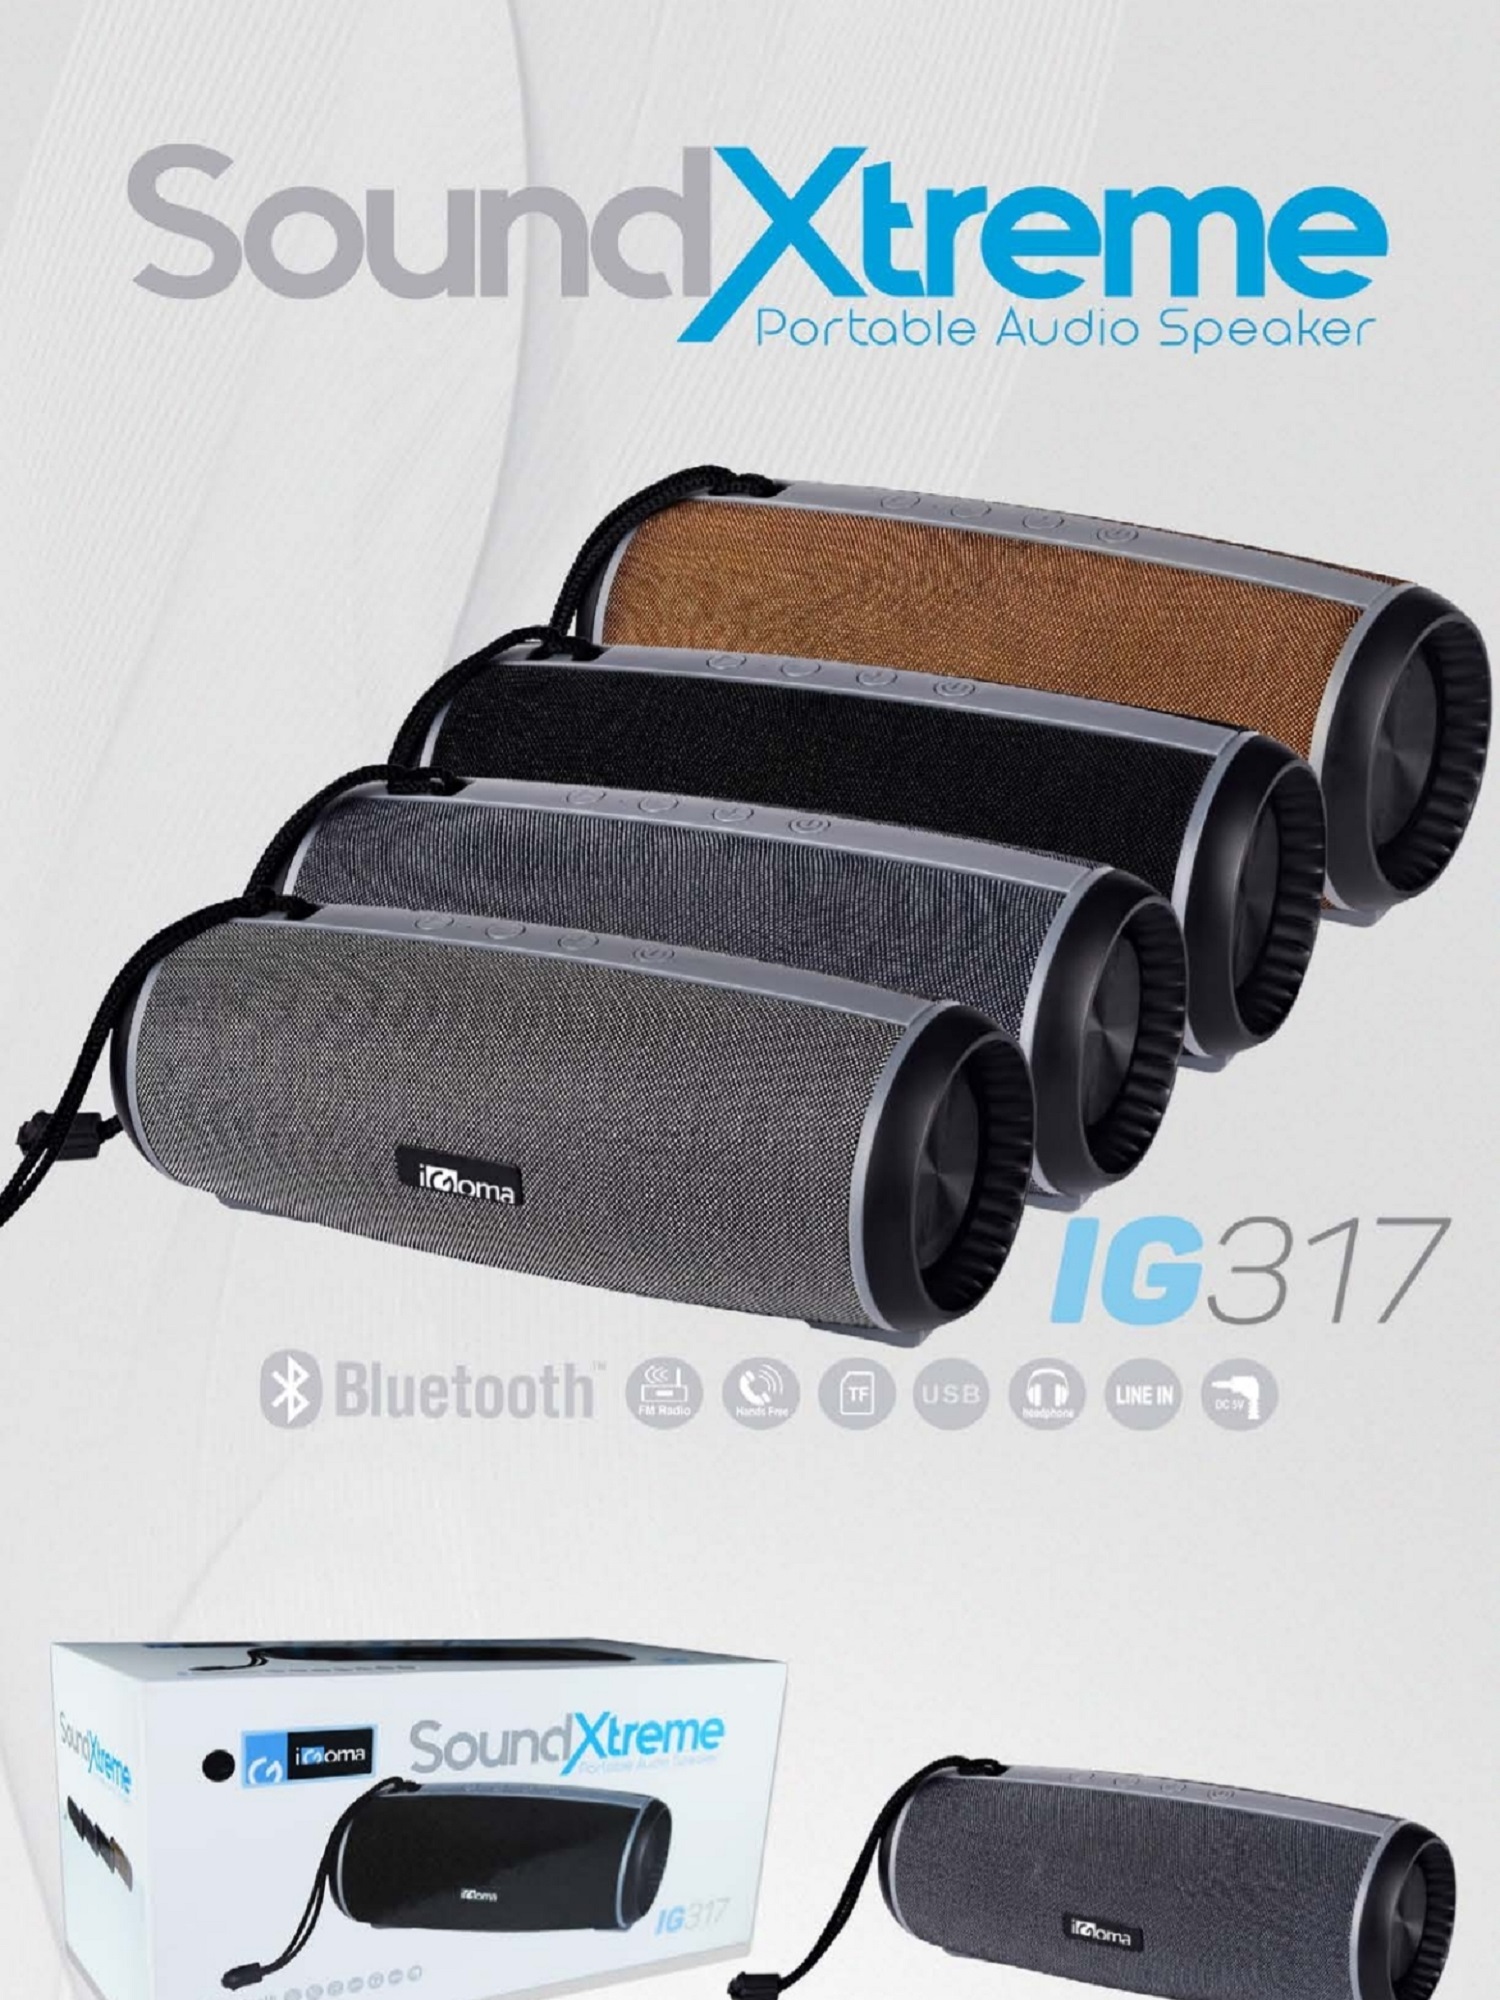 SoundXtreme
Portable Audio Speaker
iGoma
IG317
Bluetooth™
FM Radio
Hands Free
TF
USB
headphone
LINE IN
DC 5V
SoundXtreme
iGoma
SoundXtreme
Portable Audio Speaker
iGoma
IG317
iGoma